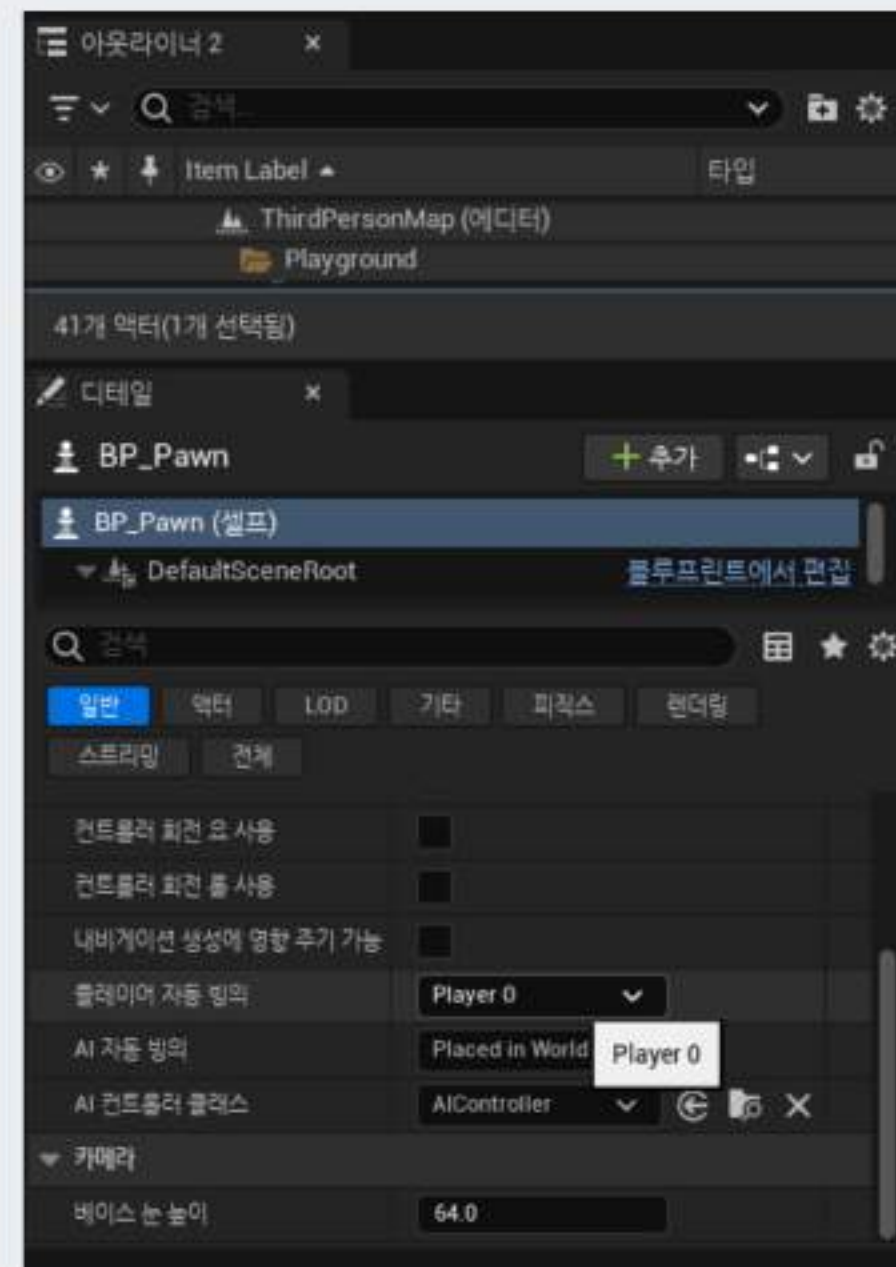 아웃라이너 2
검색...
Item Label 타입
ThirdPersonMap (에디터)
Playground
41개 액터(1개 선택됨)
디테일
BP_Pawn 추가
BP_Pawn (셀프)
DefaultSceneRoot 블루프린트에서 편집
검색
일반 액터 LOD 기타 피직스 렌더링
스트리밍 전체
컨트롤러 회전 요 사용
컨트롤러 회전 롤 사용
내비게이션 생성에 영향 주기 가능
플레이어 자동 빙의 Player 0
AI 자동 빙의 Placed in World Player 0
AI 컨트롤러 클래스 AIController
카메라
베이스 눈 높이 64.0